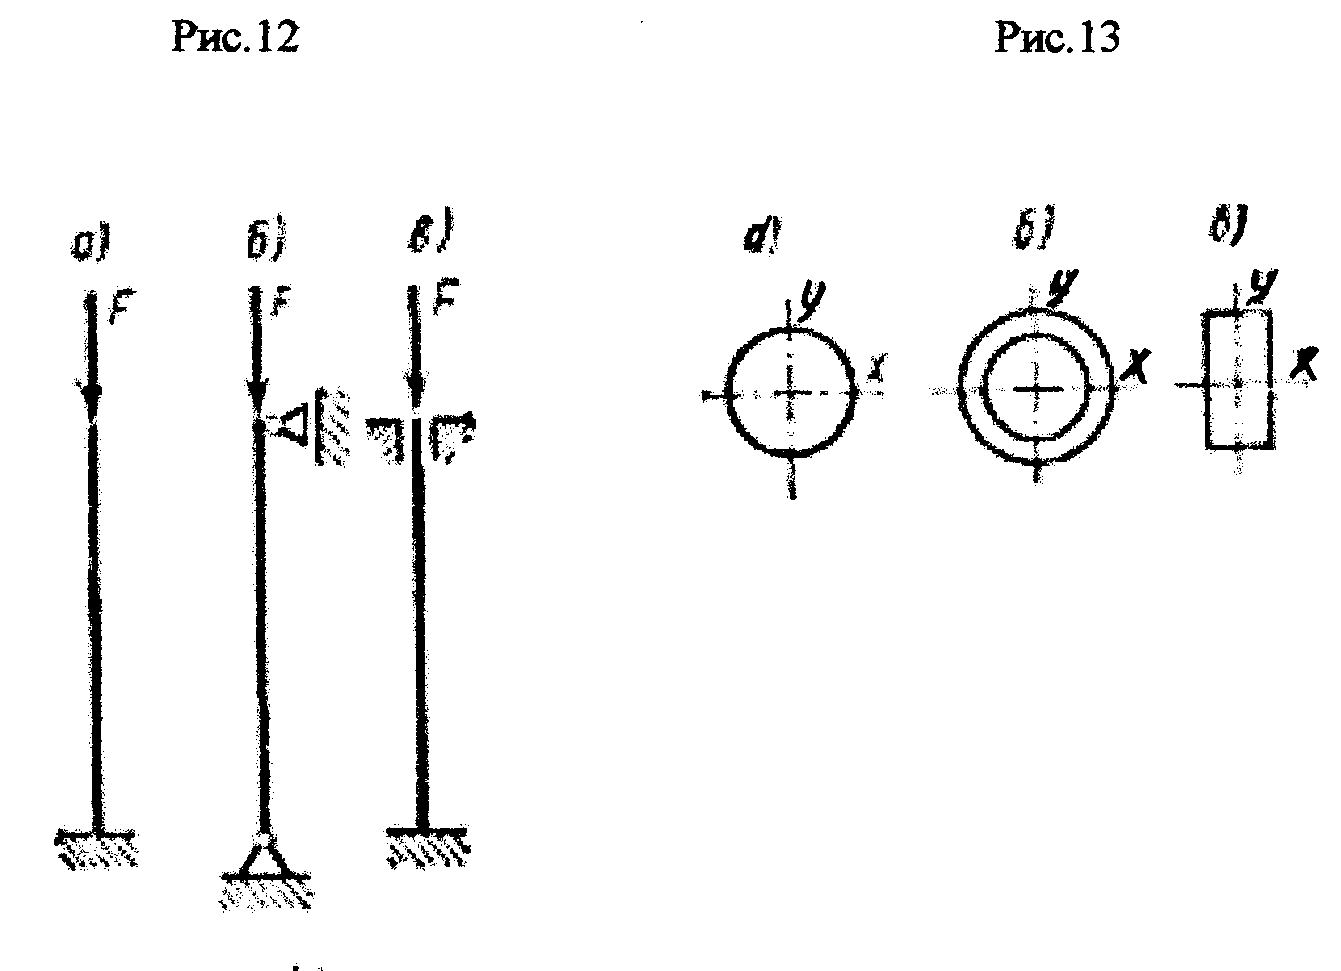 Рис.12 Рис.13
а) б) в) а) б) в)
F F F
у у у
х х х